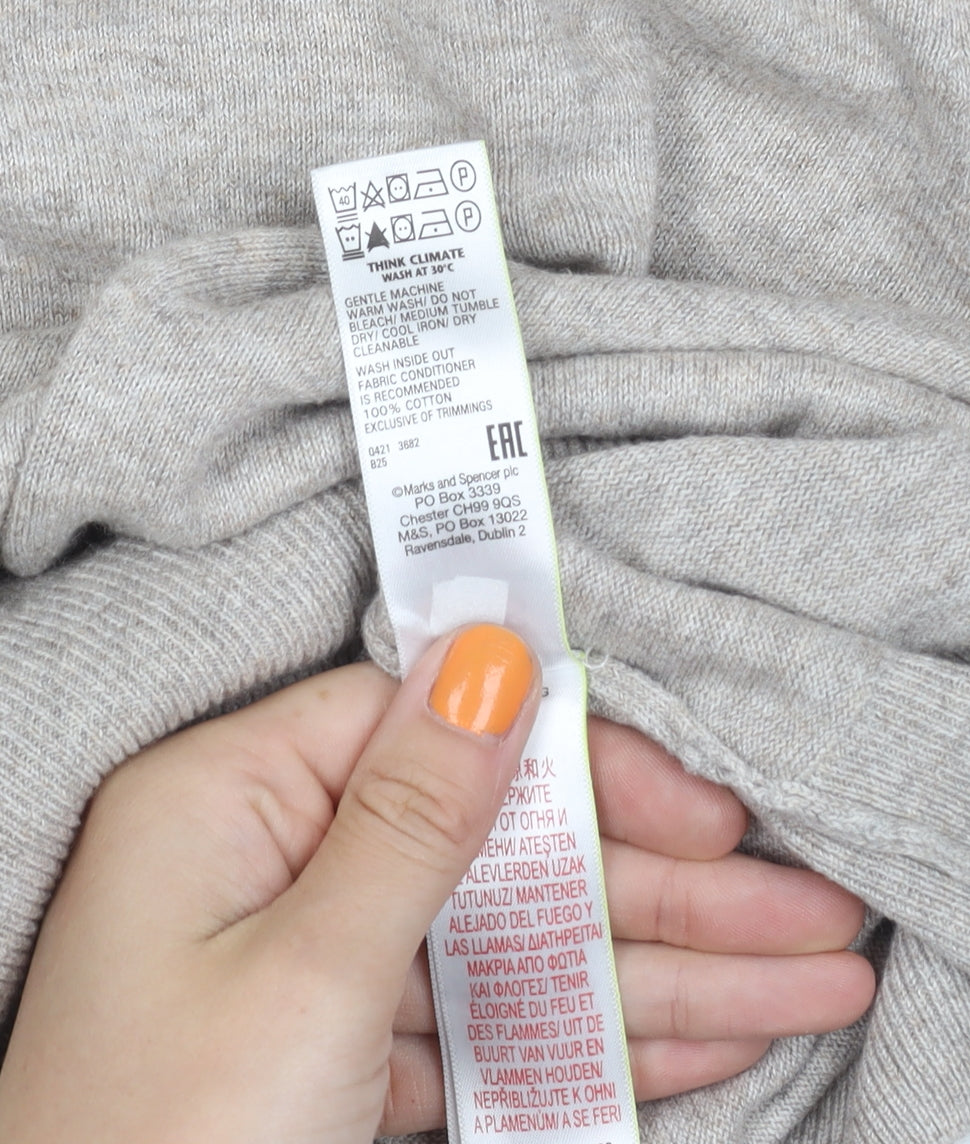 40 P
P
THINK CLIMATE
WASH AT 30°C
GENTLE MACHINE
WARM WASH/ DO NOT
BLEACH/ MEDIUM TUMBLE
DRY/ COOL IRON/ DRY
CLEANABLE
WASH INSIDE OUT
FABRIC CONDITIONER
IS RECOMMENDED
100% COTTON
EXCLUSIVE OF TRIMMINGS
0421 3682
B25
EAC
©Marks and Spencer plc
PO Box 3339
Chester CH99 9QS
M&S, PO Box 13022
Ravensdale, Dublin 2
G
和火
ОТ ОГНЯ И
ATEŞTEN
ALEVLERDEN UZAK
TUTUNUZ/ MANTENER
ALEJADO DEL FUEGO Y
LAS LLAMAS/ ΔΙΑΤΗΡΕΙΤΑΙ
ΜΑΚΡΙΑ ΑΠΟ ΦΩΤΙΑ
ΚΑΙ ΦΛΟΓΕΣ/ TENIR
ÉLOIGNÉ DU FEU ET
DES FLAMMES/ UIT DE
BUURT VAN VUUR EN
VLAMMEN HOUDEN/
NEPŘIBLIŽUJTE K OHNI
A PLAMENŮM/ A SE FERI